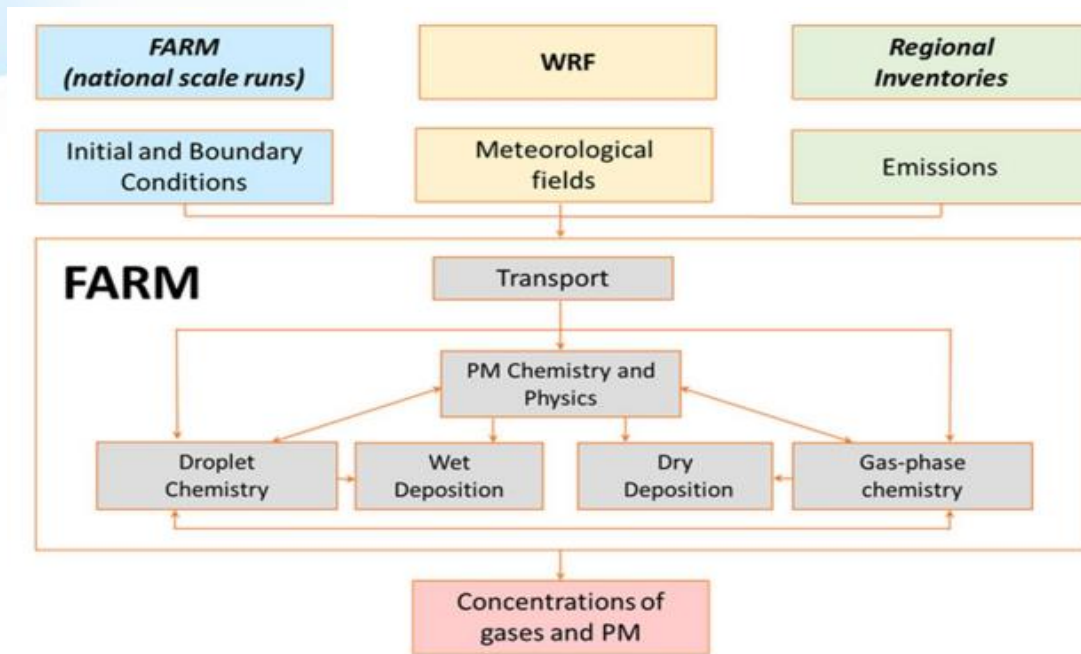 FARM
(national scale runs)
WRF
Regional
Inventories
Initial and Boundary
Conditions
Meteorological
fields
Emissions
FARM
Transport
PM Chemistry and
Physics
Droplet
Chemistry
Wet
Deposition
Dry
Deposition
Gas-phase
chemistry
Concentrations of
gases and PM